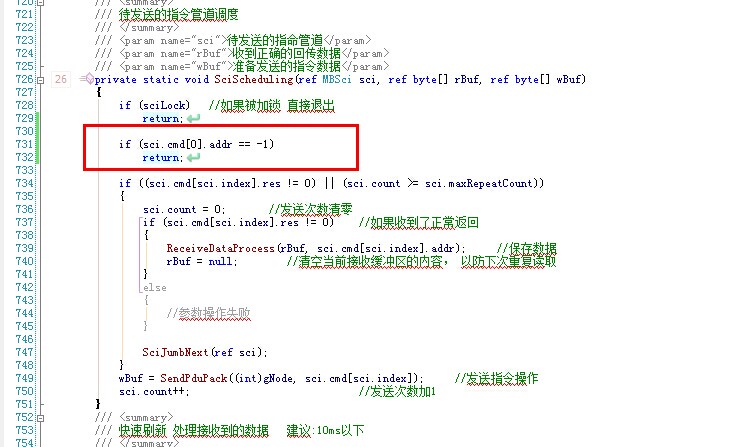 720 /// <summary>
721 /// 待发送的指令管道调度
722 /// </summary>
723 /// <param name="sci">待发送的指命管道</param>
724 /// <param name="rBuf">收到正确的回传数据</param>
725 /// <param name="wBuf">准备发送的指令数据</param>
726 26 private static void SciScheduling(ref MBSci sci, ref byte[] rBuf, ref byte[] wBuf)
727 {
728 if (sciLock) //如果被加锁 直接退出
729 return;
730
731 if (sci.cmd[0].addr == -1)
732 return;
733
734 if ((sci.cmd[sci.index].res != 0) || (sci.count >= sci.maxRepeatCount))
735 {
736 sci.count = 0; //发送次数清零
737 if (sci.cmd[sci.index].res != 0) //如果收到了正常返回
738 {
739 ReceiveDataProcess(rBuf, sci.cmd[sci.index].addr); //保存数据
740 rBuf = null; //清空当前接收缓冲区的内容, 以防下次重复读取
741 }
742 else
743 {
744 //参数操作失败
745 }
746
747 SciJumbNext(ref sci);
748 }
749 wBuf = SendPduPack((int)gNode, sci.cmd[sci.index]); //发送指令操作
750 sci.count++; //发送次数加1
751 }
752 /// <summary>
753 /// 快速刷新 处理接收到的数据 建议:10ms以下
754 /// </summary>